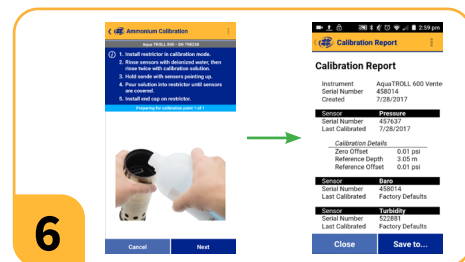 Ammonium Calibration
Aqua TROLL 600 - SN 798258
1. Install restrictor in calibration mode.
2. Rinse sensors with deionized water, then
rinse twice with calibration solution.
3. Hold sonde with sensors pointing up.
4. Pour solution into restrictor until sensors
are covered.
5. Install end cap on restrictor.
Preparing for calibration point 1 of 1
Cancel
Next
6
2:59 pm
Calibration Report
Calibration Report
Instrument AquaTROLL 600 Vente
Serial Number 458014
Created 7/28/2017
Sensor Pressure
Serial Number 457637
Last Calibrated 7/28/2017
Calibration Details
Zero Offset 0.01 psi
Reference Depth 3.05 m
Reference Offset 0.01 psi
Sensor Baro
Serial Number 458014
Last Calibrated Factory Defaults
Sensor Turbidity
Serial Number 522881
Last Calibrated Factory Defaults
Close
Save to...